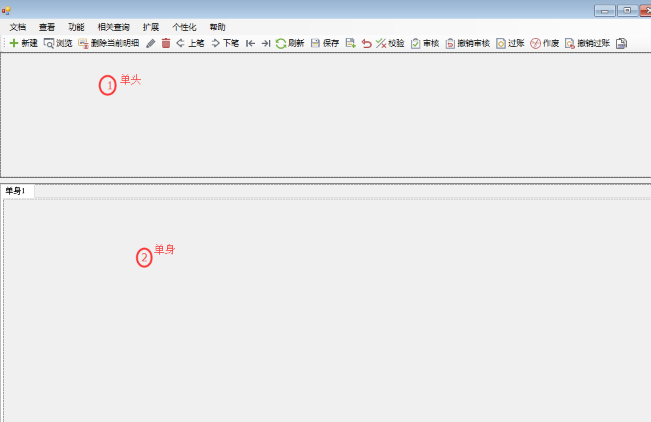 文档 查看 功能 相关查询 扩展 个性化 帮助
新建 浏览 删除当前明细 上笔 下笔 刷新 保存 校验 审核 撤销审核 过账 作废 撤销过账
1 单头
单身1
2 单身